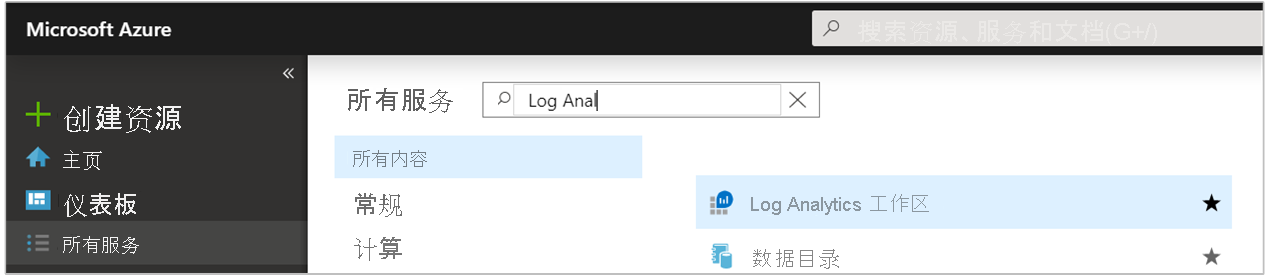 Microsoft Azure
搜索资源、服务和文档(G+/)
«
创建资源
主页
仪表板
所有服务
所有服务
Log Anal
所有内容
常规
计算
Log Analytics 工作区
数据目录